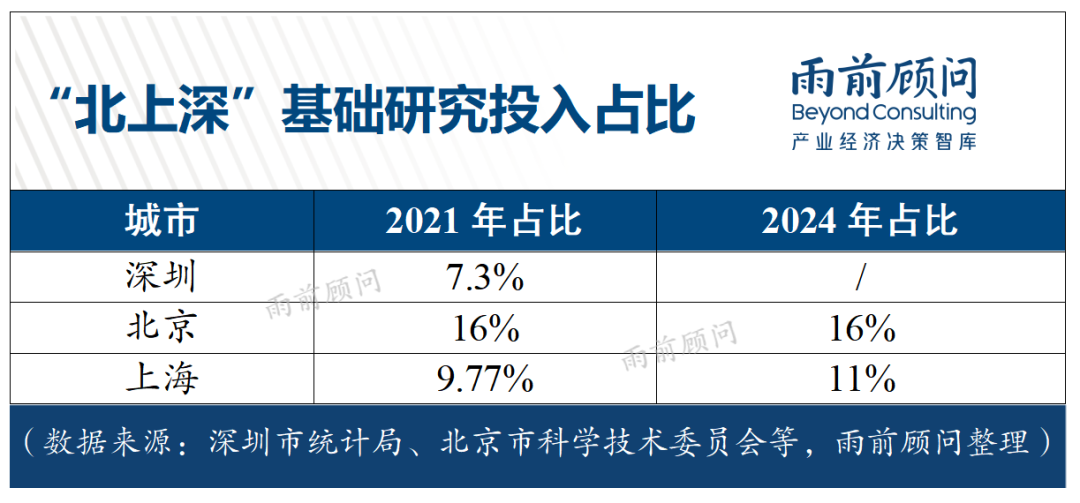 “北上深”基础研究投入占比
雨前顾问
Beyond Consulting
产业经济决策智库
城市 2021 年占比 2024 年占比
深圳 7.3% /
北京 16% 16%
上海 9.77% 11%
雨前顾问
雨前顾问
(数据来源：深圳市统计局、北京市科学技术委员会等，雨前顾问整理)